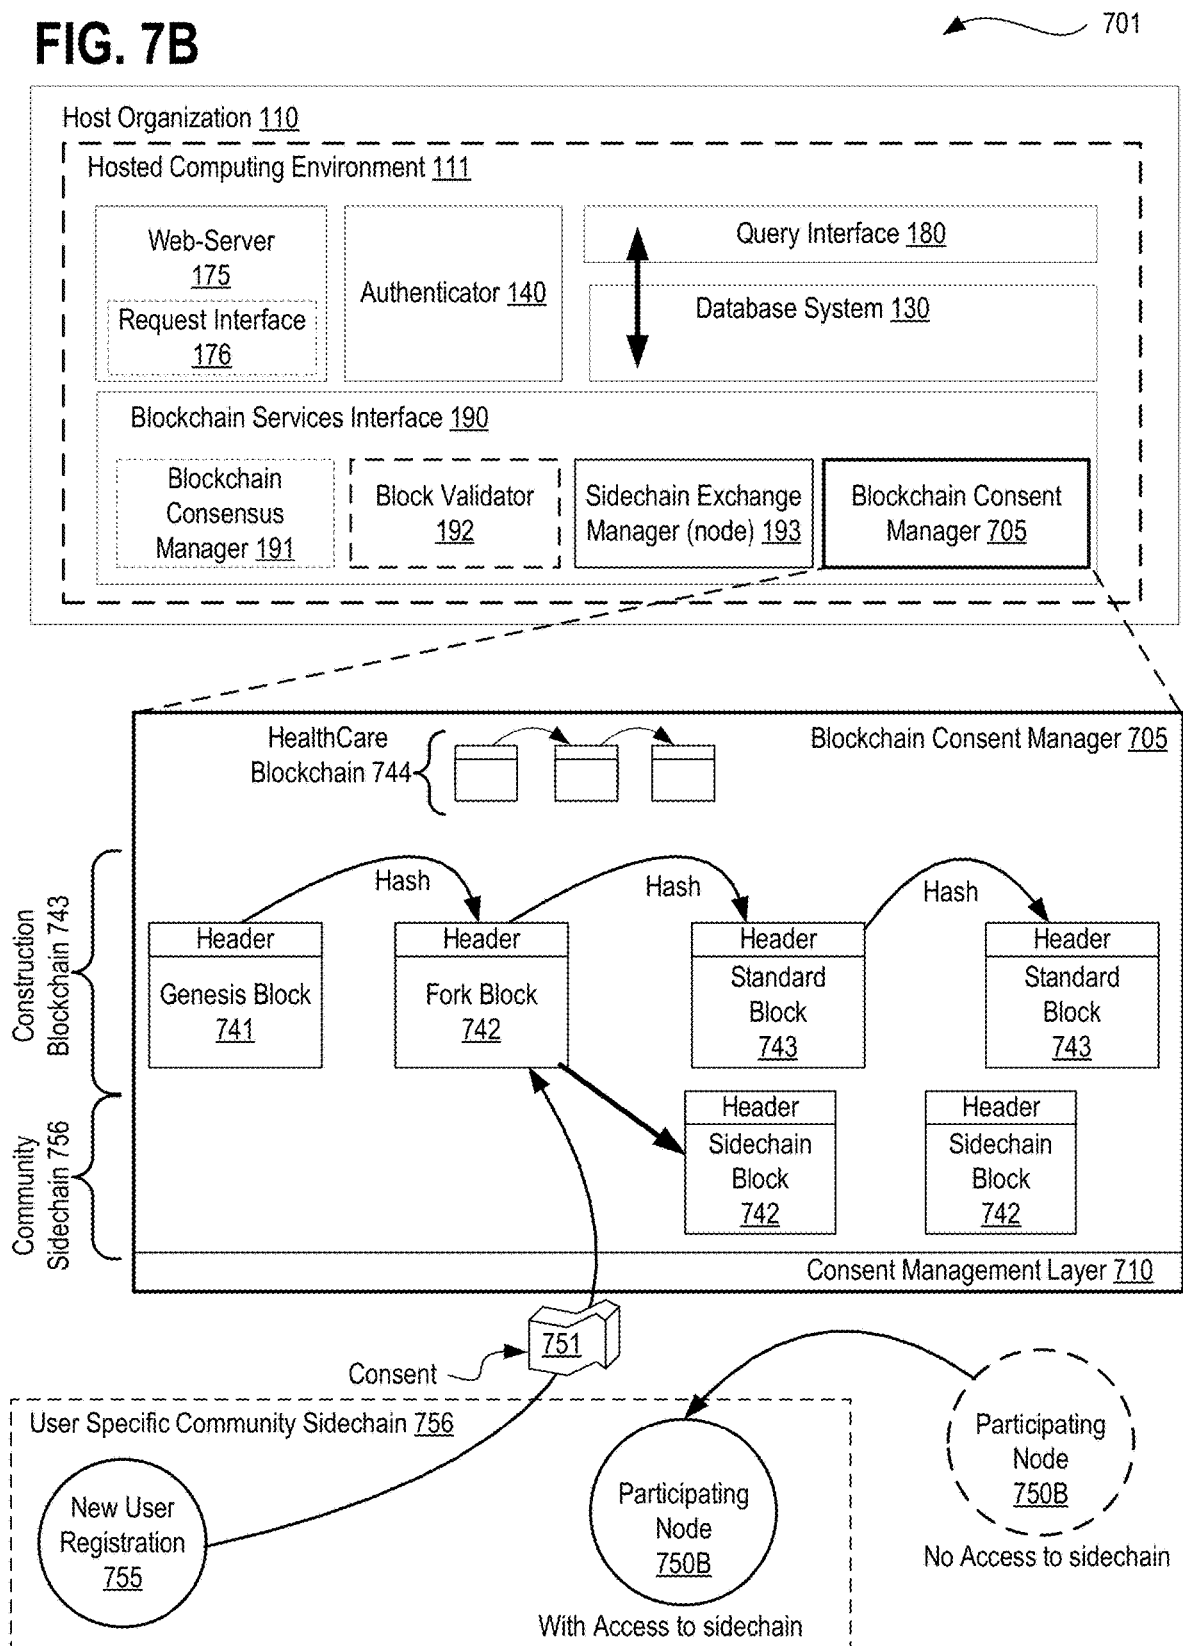 FIG. 7B
701
Host Organization 110
Hosted Computing Environment 111
Web-Server
175
Request Interface
176
Authenticator 140
Query Interface 180
Database System 130
Blockchain Services Interface 190
Blockchain
Consensus
Manager 191
Block Validator
192
Sidechain Exchange
Manager (node) 193
Blockchain Consent
Manager 705
HealthCare
Blockchain 744
Blockchain Consent Manager 705
Construction
Blockchain 743
Hash
Hash
Hash
Header
Genesis Block
741
Header
Fork Block
742
Header
Standard
Block
743
Header
Standard
Block
743
Community
Sidechain 756
Header
Sidechain
Block
742
Header
Sidechain
Block
742
Consent Management Layer 710
751
Consent
User Specific Community Sidechain 756
New User
Registration
755
Participating
Node
750B
With Access to sidechain
Participating
Node
750B
No Access to sidechain